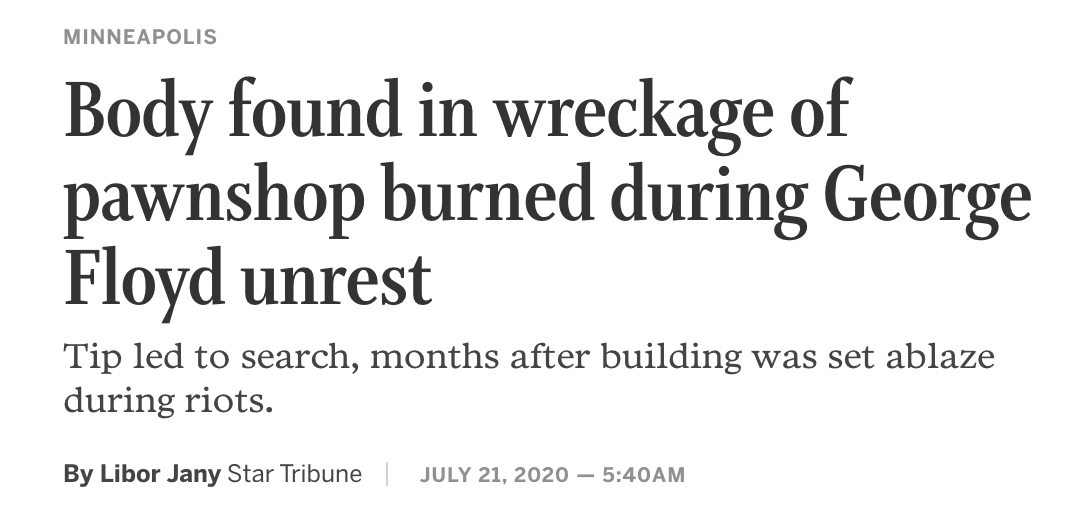 MINNEAPOLIS
Body found in wreckage of
pawnshop burned during George
Floyd unrest
Tip led to search, months after building was set ablaze
during riots.
By Libor Jany Star Tribune | JULY 21, 2020 — 5:40AM